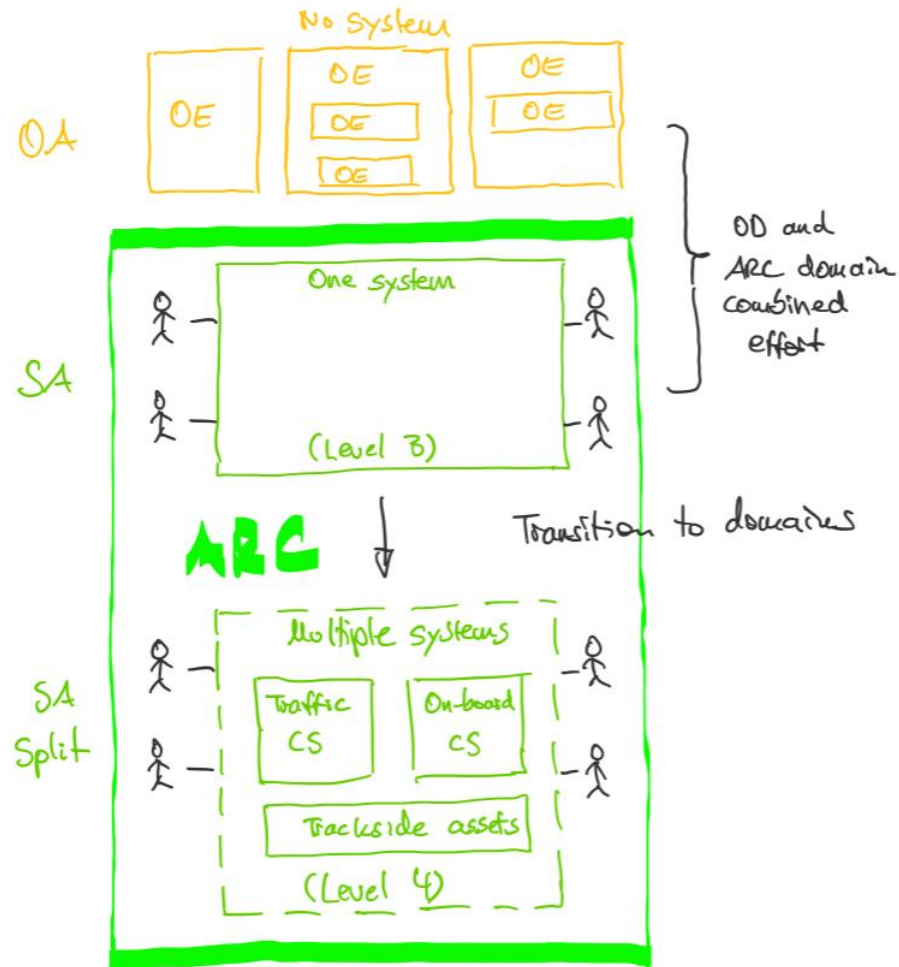 No system
OE
OE
OE
OE
OE
OE
OA
OD and
ARC domain
combined
effort
One system
SA
(Level 3)
ARC
Transition to domains
Multiple systems
SA
Split
Traffic
CS
On-board
CS
Trackside assets
(Level 4)